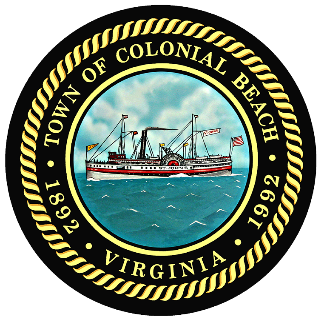 TOWN OF COLONIAL BEACH
1892 · VIRGINIA · 1992